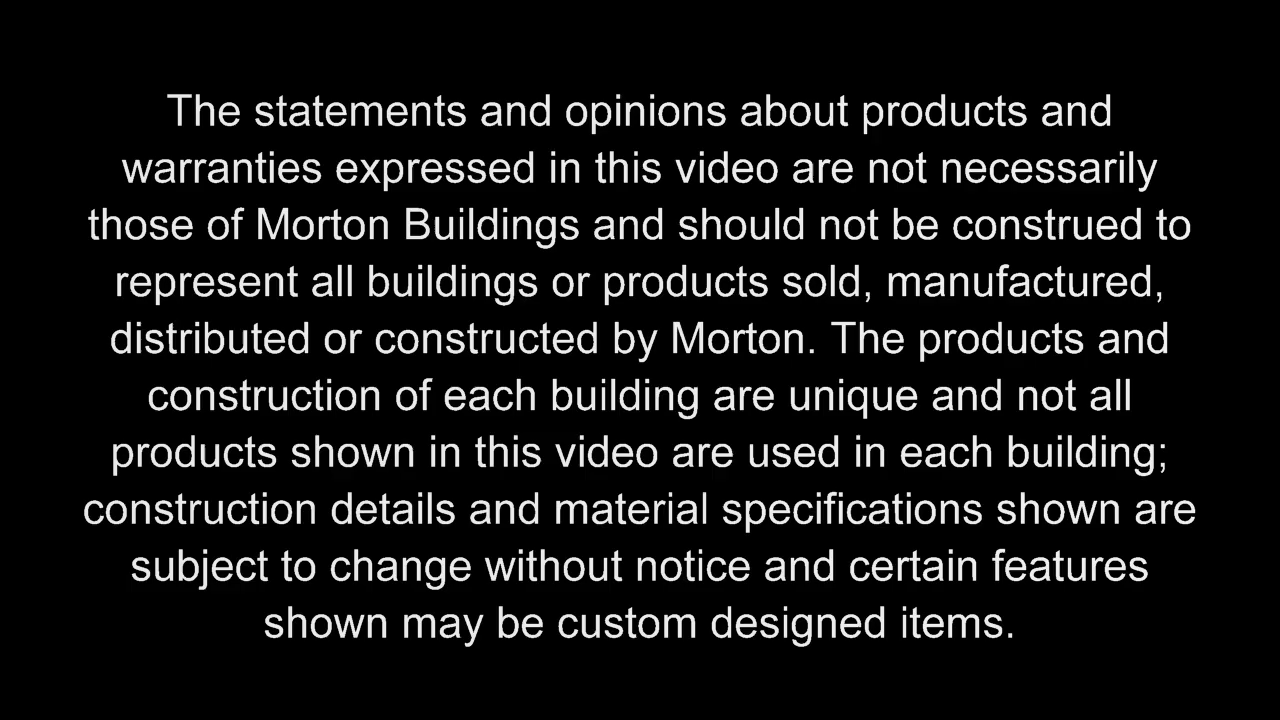 The statements and opinions about products and
warranties expressed in this video are not necessarily
those of Morton Buildings and should not be construed to
represent all buildings or products sold, manufactured,
distributed or constructed by Morton. The products and
construction of each building are unique and not all
products shown in this video are used in each building;
construction details and material specifications shown are
subject to change without notice and certain features
shown may be custom designed items.